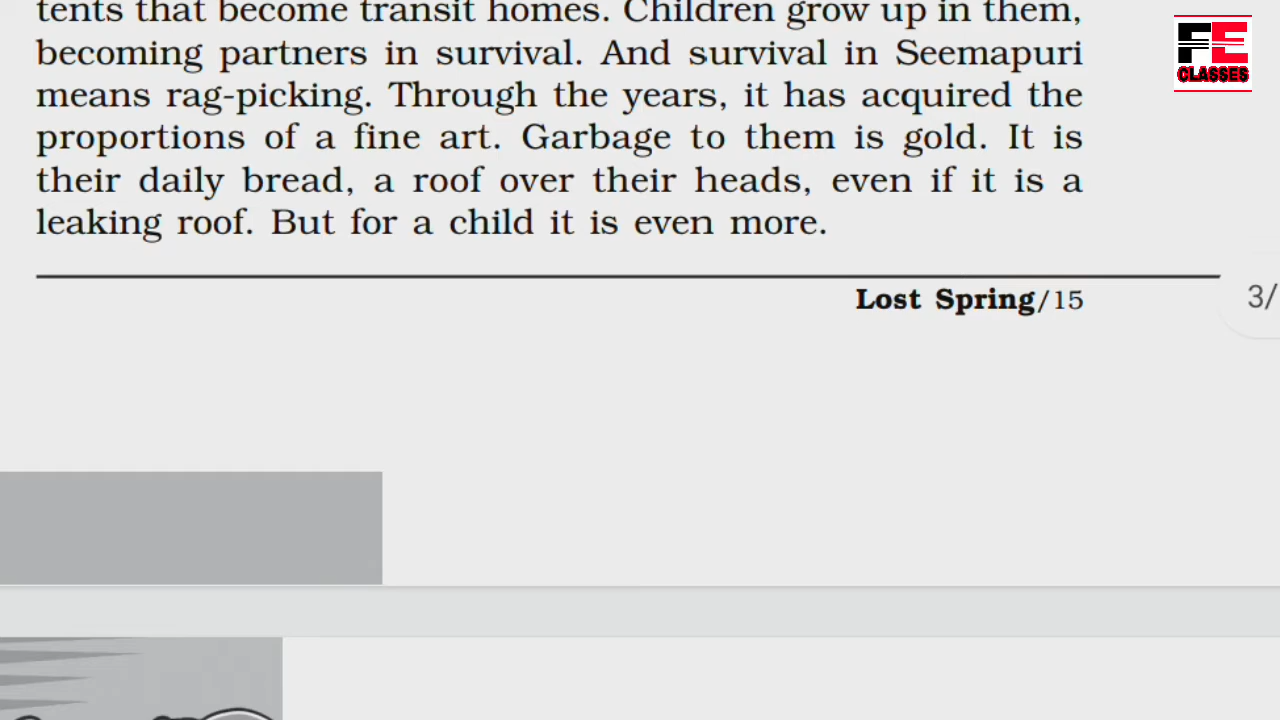 tents that become transit homes. Children grow up in them,
FE
CLASSES
becoming partners in survival. And survival in Seemapuri
means rag-picking. Through the years, it has acquired the
proportions of a fine art. Garbage to them is gold. It is
their daily bread, a roof over their heads, even if it is a
leaking roof. But for a child it is even more.
Lost Spring/15
3/